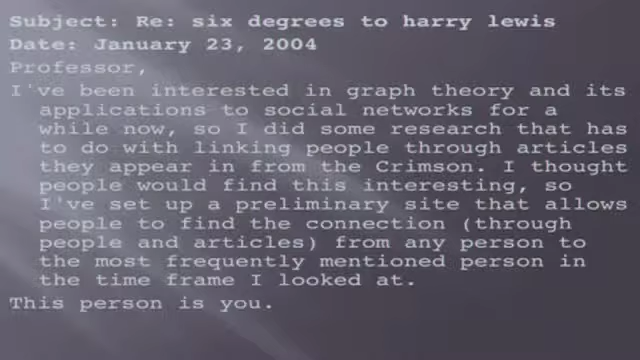 Subject: Re: six degrees to harry lewis
Date: January 23, 2004
Professor,
I've been interested in graph theory and its
applications to social networks for a
while now, so I did some research that has
to do with linking people through articles
they appear in from the Crimson. I thought
people would find this interesting, so
I've set up a preliminary site that allows
people to find the connection (through
people and articles) from any person to
the most frequently mentioned person in
the time frame I looked at.
This person is you.